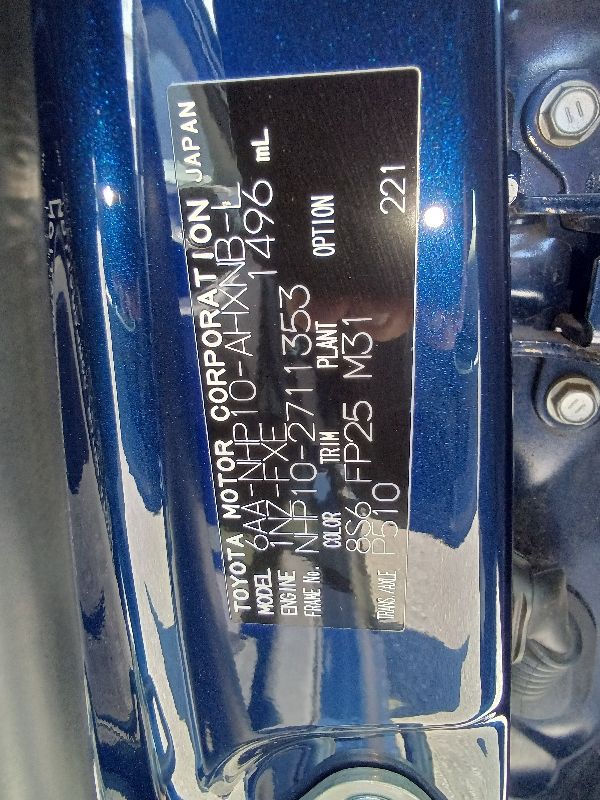 TOYOTA MOTOR CORPORATION JAPAN
MODEL 6AA-NHP10-AHXNB-L
ENGINE 1NZ-FXE 1496 mL
FRAME No. NHP10-2711353
COLOR TRIM PLANT OPTION
8S6 FP25 M31 221
TRANS./AXLE P510